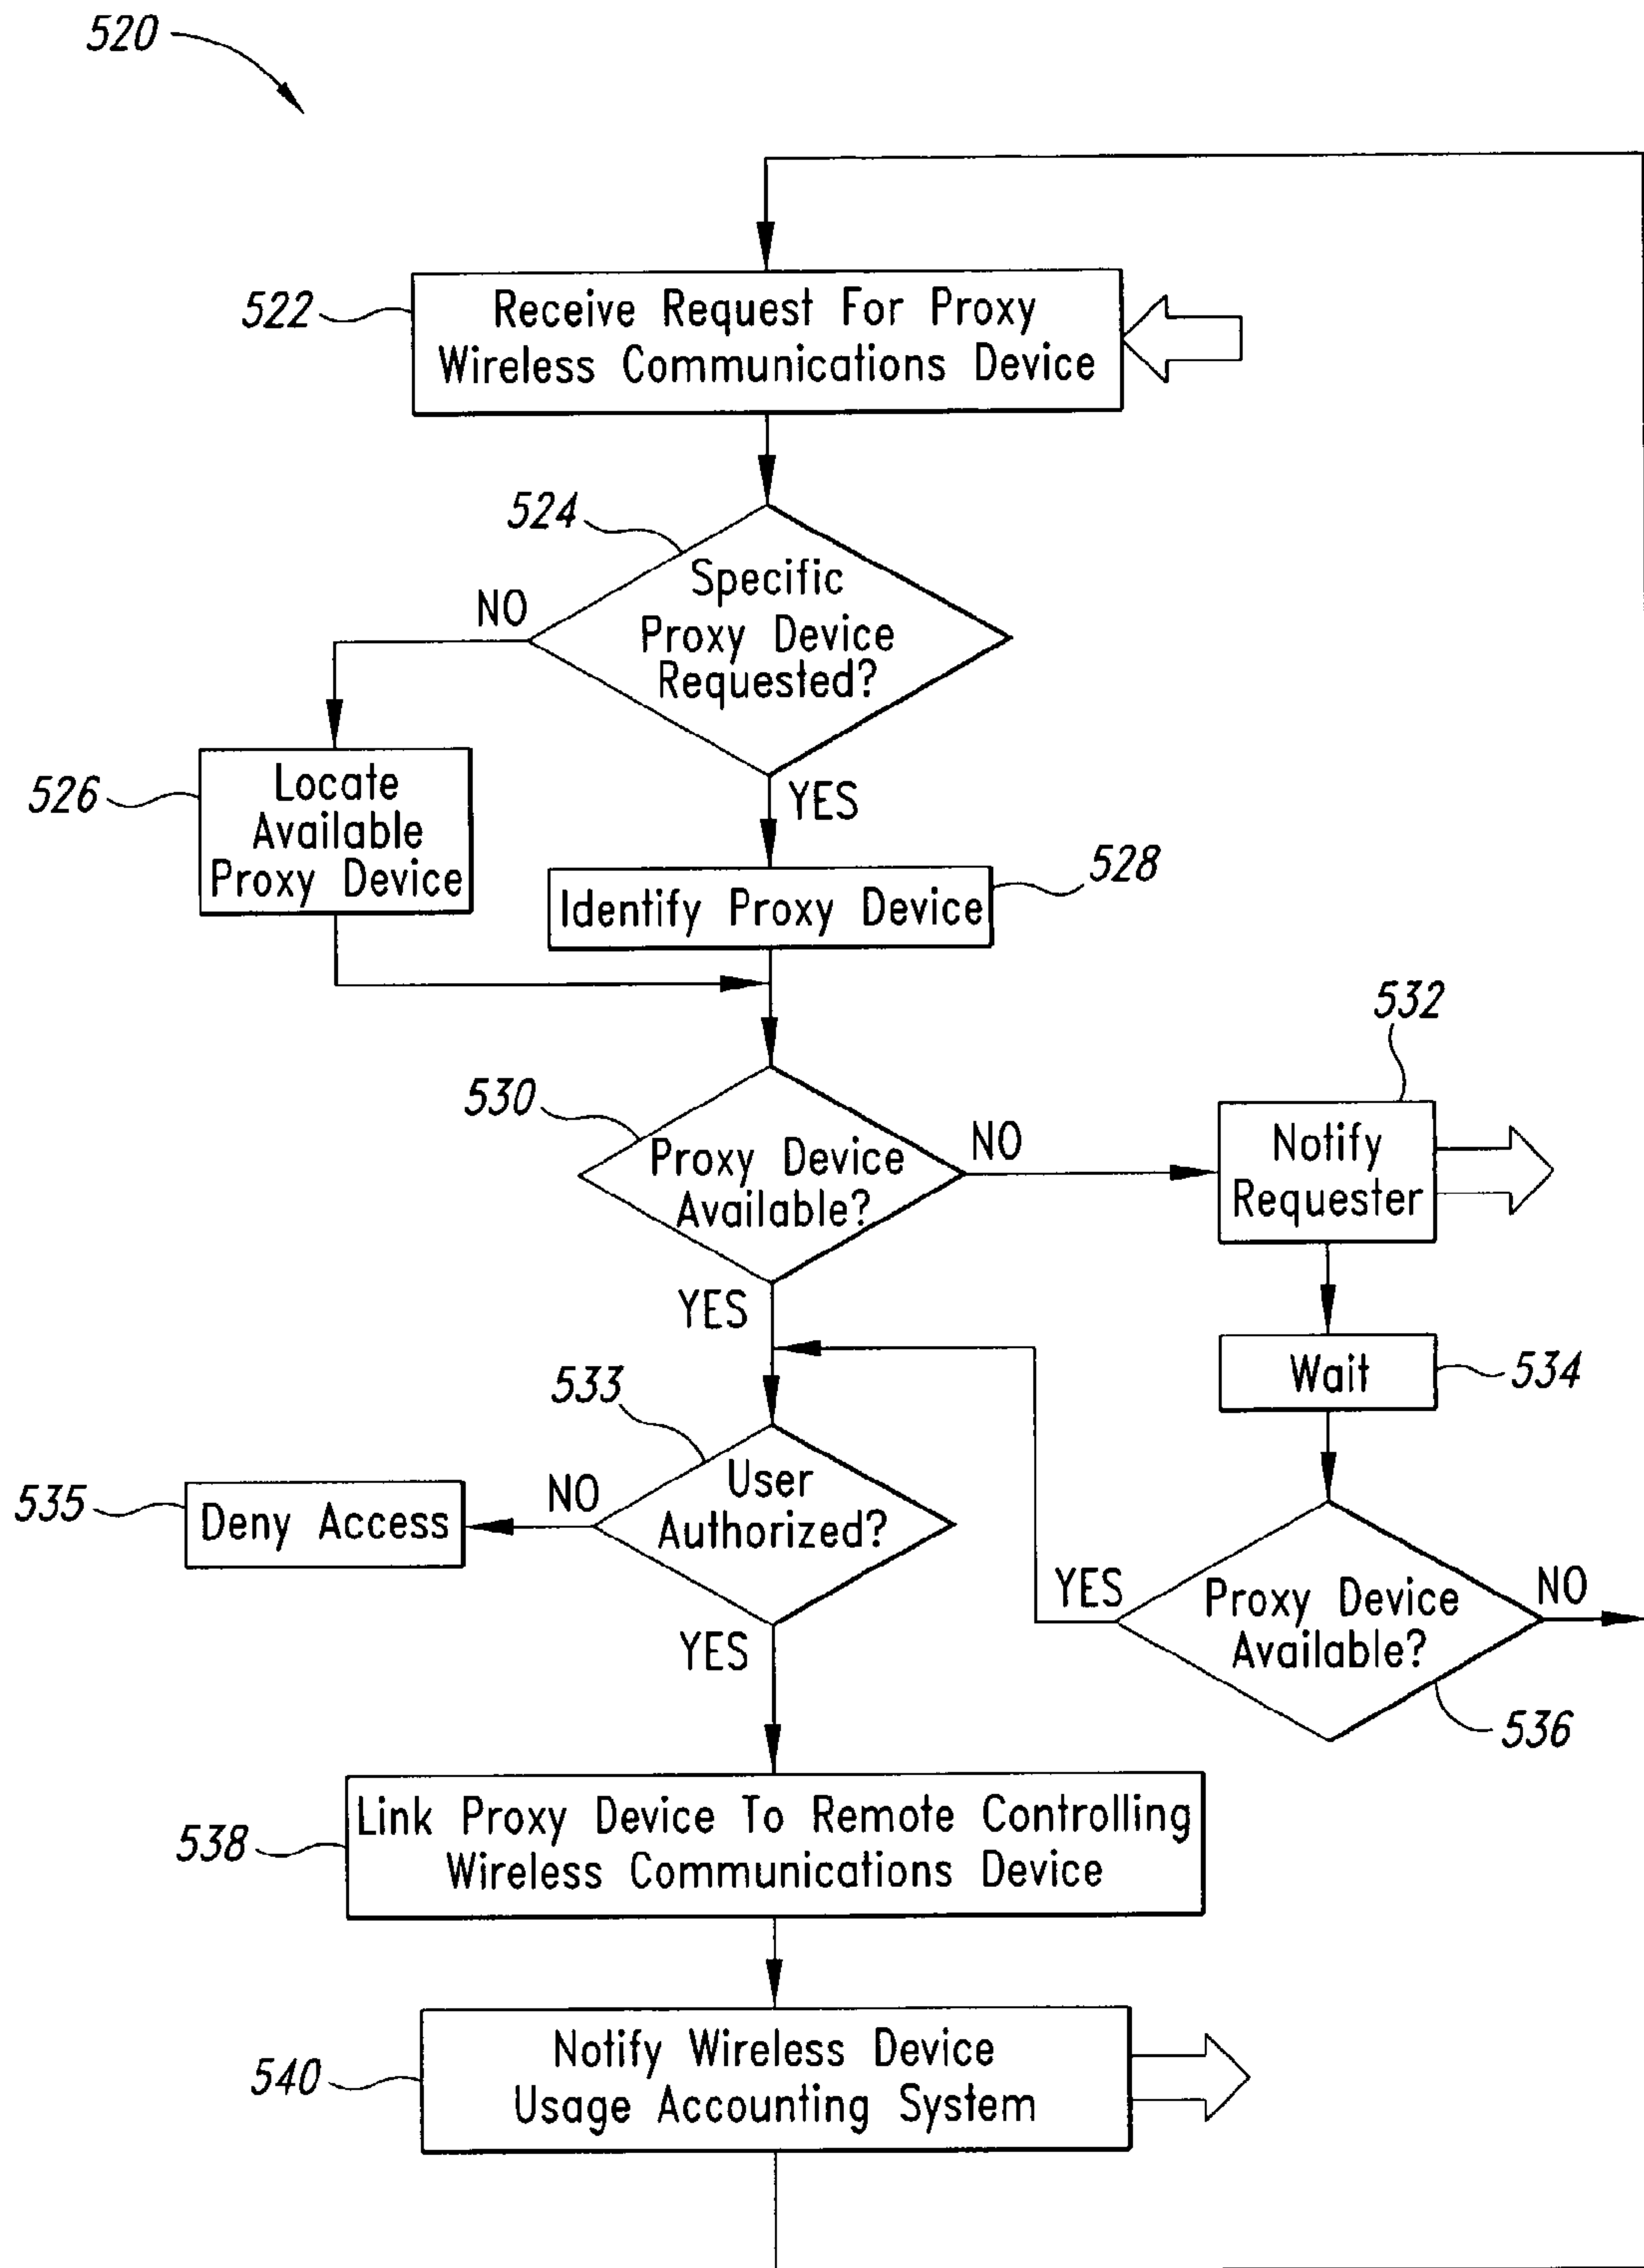 520
522
Receive Request For Proxy
Wireless Communications Device
524
Specific
Proxy Device
Requested?
NO
YES
526
Locate
Available
Proxy Device
528
Identify Proxy Device
530
Proxy Device
Available?
NO
YES
532
Notify
Requester
534
Wait
533
User
Authorized?
NO
YES
535
Deny Access
536
Proxy Device
Available?
YES
NO
538
Link Proxy Device To Remote Controlling
Wireless Communications Device
540
Notify Wireless Device
Usage Accounting System